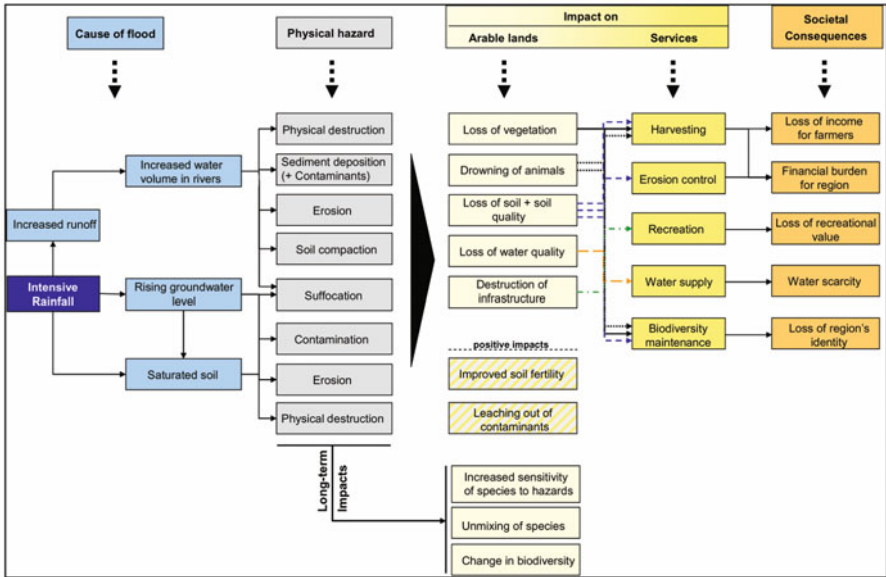 Cause of flood
Physical hazard
Impact on
Arable lands
Services
Societal
Consequences
Increased runoff
Intensive
Rainfall
Increased water
volume in rivers
Rising groundwater
level
Saturated soil
Physical destruction
Sediment deposition
(+ Contaminants)
Erosion
Soil compaction
Suffocation
Contamination
Erosion
Physical destruction
Loss of vegetation
Drowning of animals
Loss of soil + soil
quality
Loss of water quality
Destruction of
infrastructure
positive impacts
Improved soil fertility
Leaching out of
contaminants
Harvesting
Erosion control
Recreation
Water supply
Biodiversity
maintenance
Loss of income
for farmers
Financial burden
for region
Loss of recreational
value
Water scarcity
Loss of region's
identity
Long-term
Impacts
Increased sensitivity
of species to hazards
Unmixing of species
Change in biodiversity